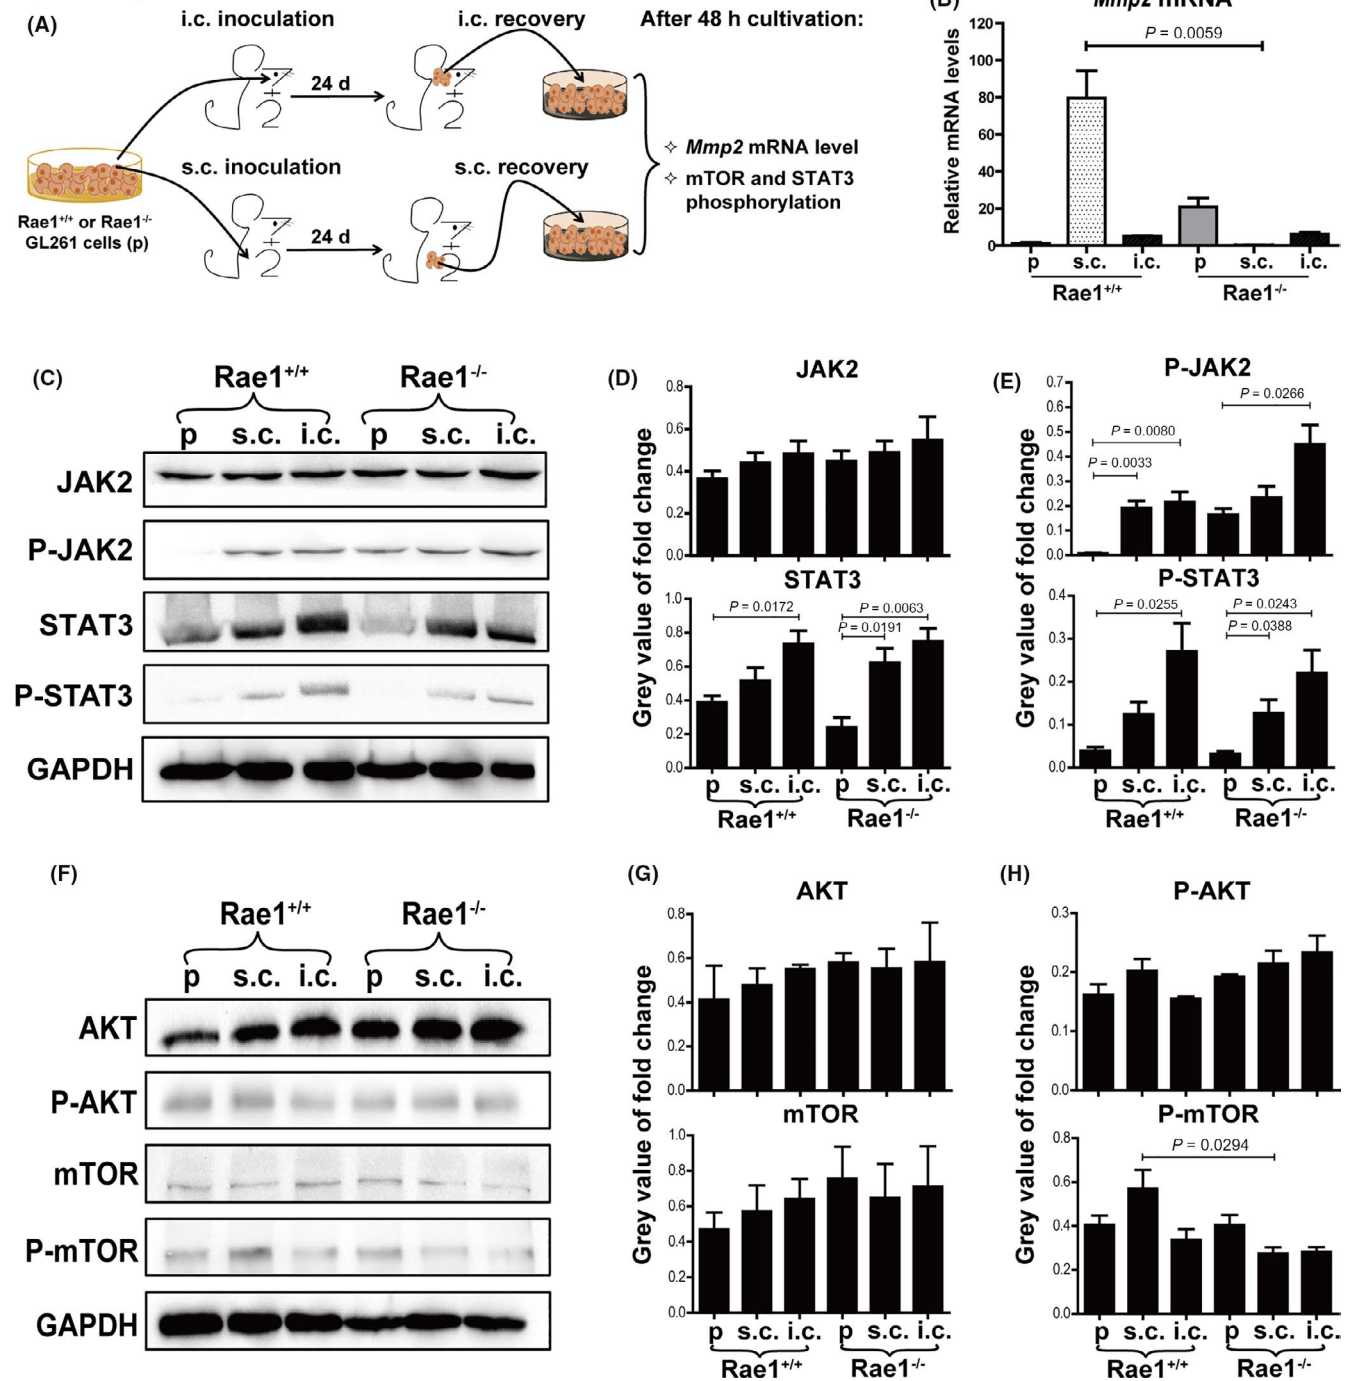 (A)
i.c. inoculation
i.c. recovery
After 48 h cultivation:
24 d
s.c. inoculation
s.c. recovery
24 d
Rae1+/+ or Rae1-/-
GL261 cells (p)
✧ Mmp2 mRNA level
✧ mTOR and STAT3
phosphorylation
(B)
Mmp2 mRNA
Relative mRNA levels
120
100
80
60
40
20
0
P = 0.0059
p s.c. i.c. p s.c. i.c.
Rae1+/+ Rae1-/-
(C)
Rae1+/+ Rae1-/-
p s.c. i.c. p s.c. i.c.
JAK2
P-JAK2
STAT3
P-STAT3
GAPDH
(D)
JAK2
Grey value of fold change
0.8
0.6
0.4
0.2
0.0
STAT3
1.0
0.8
0.6
0.4
0.2
0.0
P = 0.0172
P = 0.0063
P = 0.0191
p s.c. i.c. p s.c. i.c.
Rae1+/+ Rae1-/-
(E)
P-JAK2
Grey value of fold change
0.7
0.6
0.5
0.4
0.3
0.2
0.1
0.0
P = 0.0266
P = 0.0080
P = 0.0033
P-STAT3
0.4
0.3
0.2
0.1
0.0
P = 0.0255
P = 0.0243
P = 0.0388
p s.c. i.c. p s.c. i.c.
Rae1+/+ Rae1-/-
(F)
Rae1+/+ Rae1-/-
p s.c. i.c. p s.c. i.c.
AKT
P-AKT
mTOR
P-mTOR
GAPDH
(G)
AKT
Grey value of fold change
0.8
0.6
0.4
0.2
0.0
mTOR
1.0
0.8
0.6
0.4
0.2
0.0
p s.c. i.c. p s.c. i.c.
Rae1+/+ Rae1-/-
(H)
P-AKT
Grey value of fold change
0.3
0.2
0.1
0.0
P-mTOR
0.8
0.6
0.4
0.2
0.0
P = 0.0294
p s.c. i.c. p s.c. i.c.
Rae1+/+ Rae1-/-